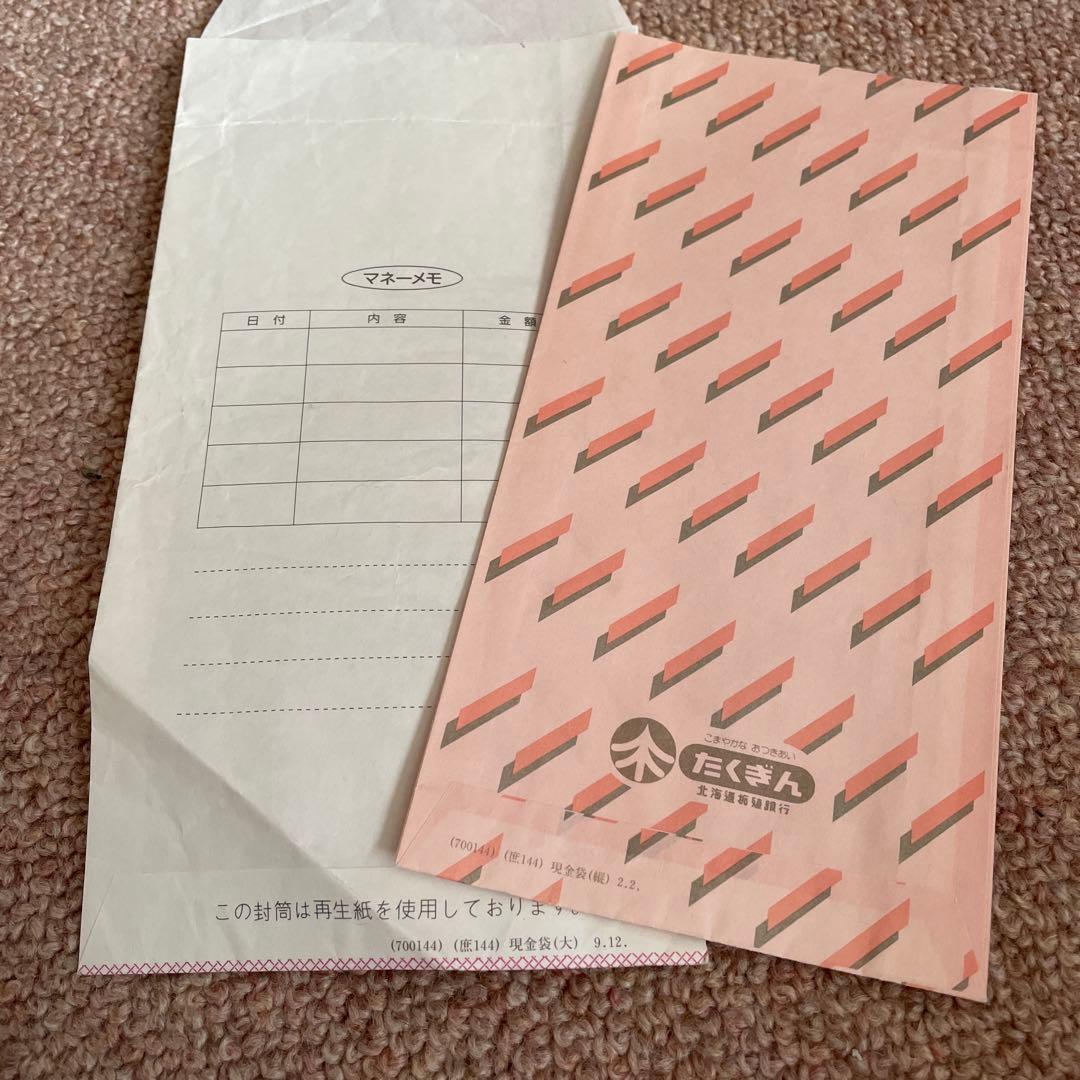 マネーメモ
日 付 内 容 金 額
この封筒は再生紙を使用しております
(700144) (庶144) 現金袋(大) 9.12.
こまやかな おつきあい
たくぎん
北海道拓殖銀行
(700144) (庶144) 現金袋(縦) 2.2.